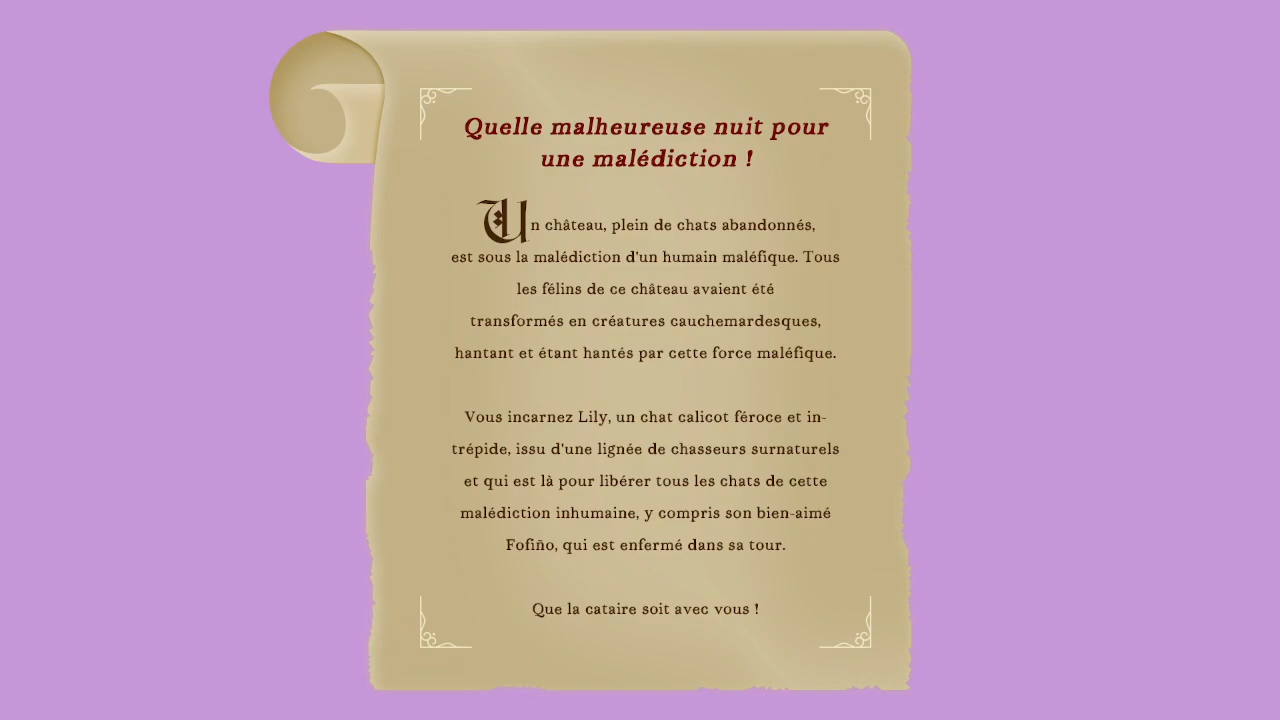 Quelle malheureuse nuit pour
une malédiction !
Un château, plein de chats abandonnés,
est sous la malédiction d'un humain maléfique. Tous
les félins de ce château avaient été
transformés en créatures cauchemardesques,
hantant et étant hantés par cette force maléfique.
Vous incarnez Lily, un chat calicot féroce et in-
trépide, issu d'une lignée de chasseurs surnaturels
et qui est là pour libérer tous les chats de cette
malédiction inhumaine, y compris son bien-aimé
Fofiño, qui est enfermé dans sa tour.
Que la cataire soit avec vous !